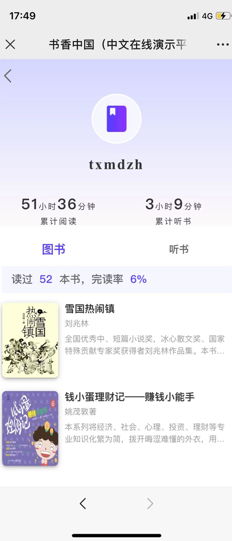 17:49
4G
书香中国（中文在线演示平
txmdzh
51小时36分钟
累计阅读
3小时9分钟
累计听书
图书
听书
读过 52 本书，完读率 6%
雪国热闹镇
刘兆林
全国优秀中、短篇小说奖，冰心散文奖、国家
特殊贡献专家奖获得者刘兆林作品集。本书...
钱小蛋理财记——赚钱小能手
姚茂敦著
本系列将经济、社会、心理、投资、理财等专
业知识化繁为简，拨开晦涩难懂的外衣，用...
雪国
热闹镇